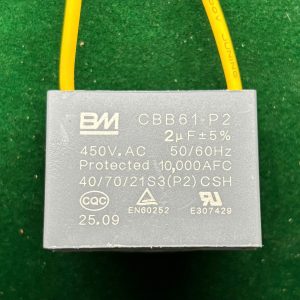 BM CBB61-P2
2µF±5%
450V.AC 50/60Hz
Protected 10,000AFC
40/70/21S3(P2) CSH
CQC EN60252 E307429
25.09